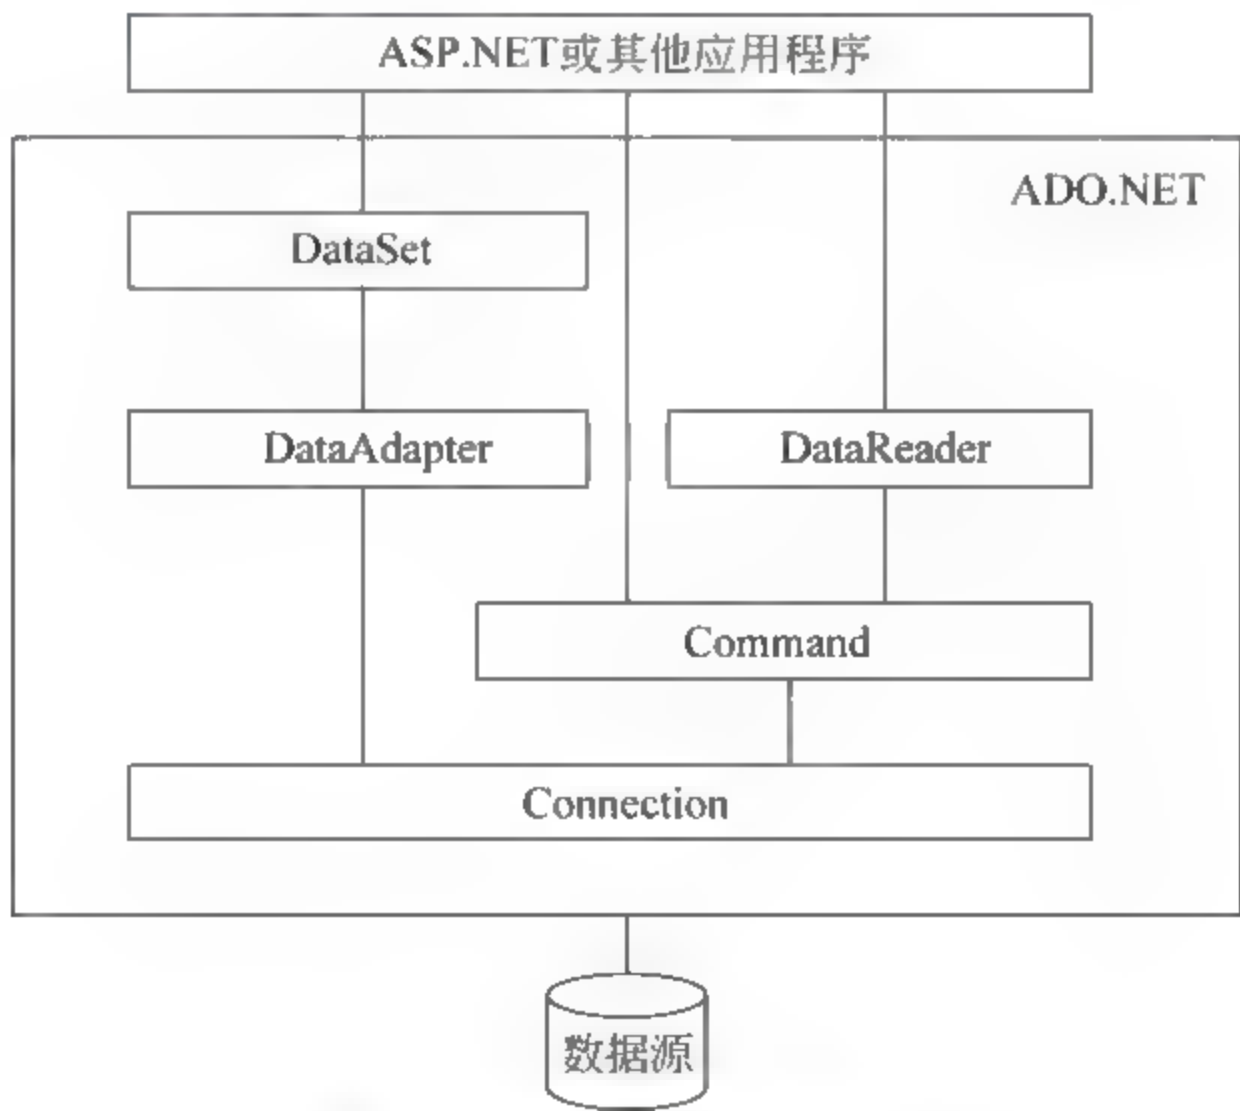 ASP.NET或其他应用程序
ADO.NET
DataSet
DataAdapter
DataReader
Command
Connection
数据源